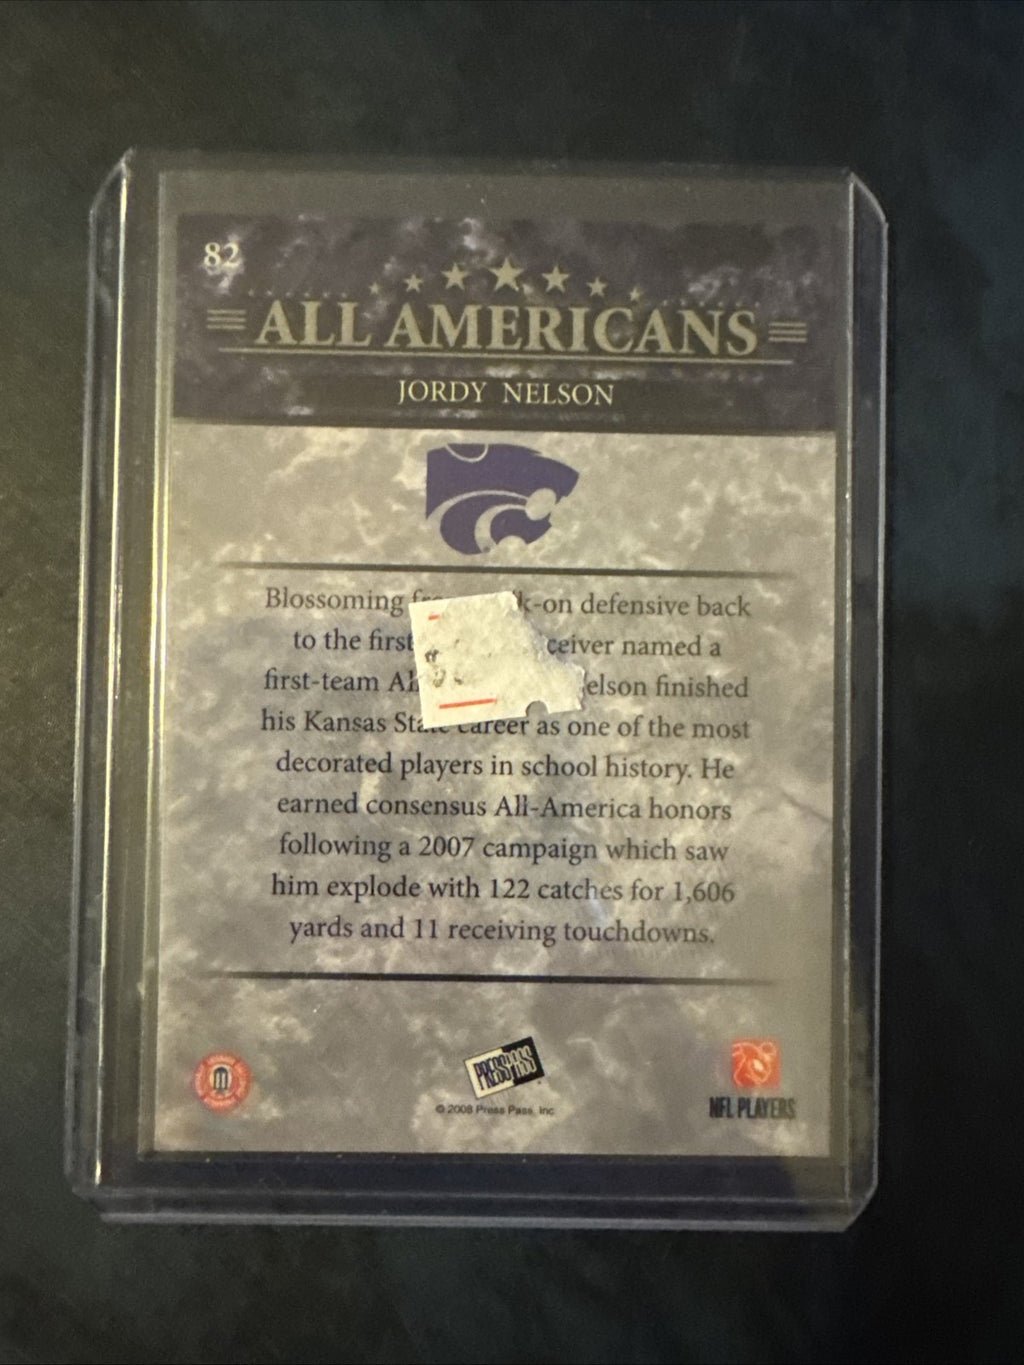 82
ALL AMERICANS
JORDY NELSON
Blossoming k-on defensive back
to the first ceiver named a
first-team elson finished
his Kansas State career as one of the most
decorated players in school history. He
earned consensus All-America honors
following a 2007 campaign which saw
him explode with 122 catches for 1,606
yards and 11 receiving touchdowns.
PRESS PASS
© 2008 Press Pass, Inc.
NFL PLAYERS